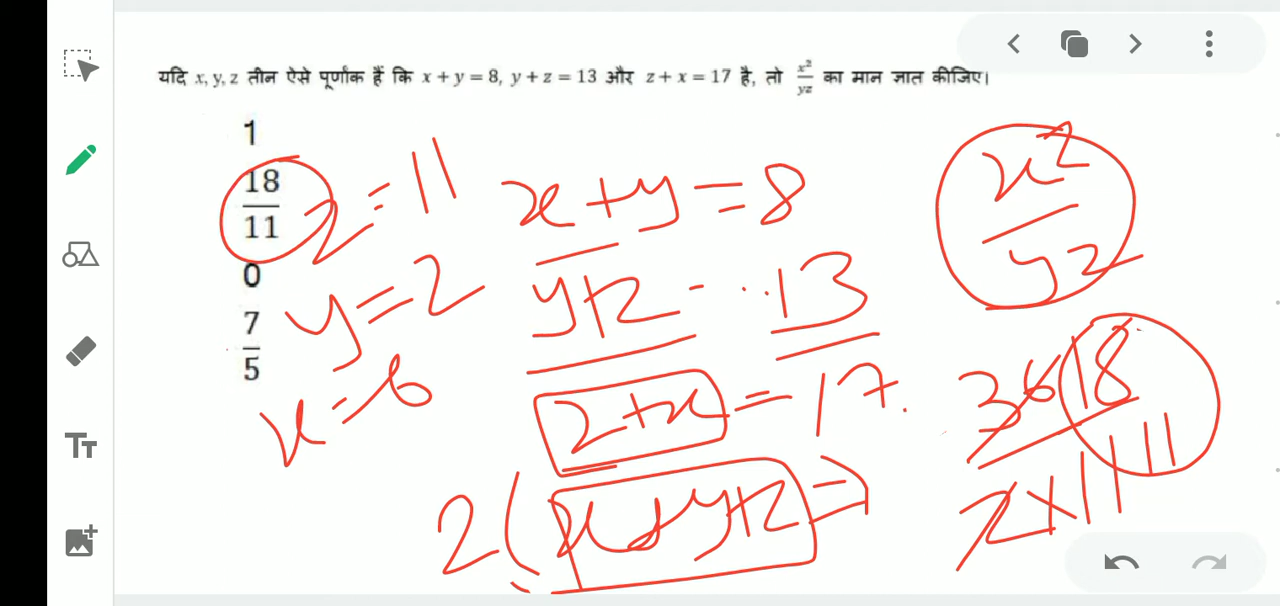 यदि x, y, z तीन ऐसे पूर्णांक हैं कि x + y = 8, y + z = 13 और z + x = 17 है, तो x²/yz का मान ज्ञात कीजिए।
1
18/11
0
7/5
z = 11
y = 2
x = 6
x + y = 8
y + z = 13
z + x = 17.
2(x + y + z) =
x²/yz
36 18
2 x 11 11
Tт